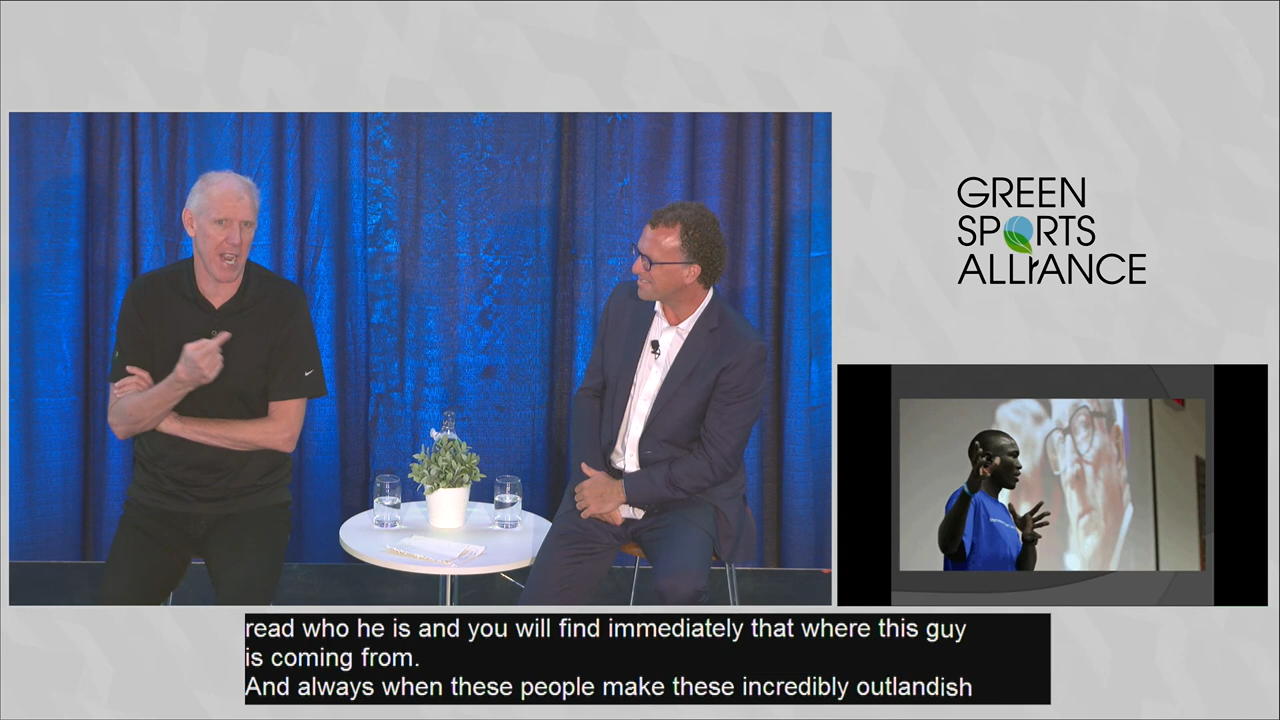 GREEN
SPORTS
ALLIANCE
read who he is and you will find immediately that where this guy
is coming from.
And always when these people make these incredibly outlandish